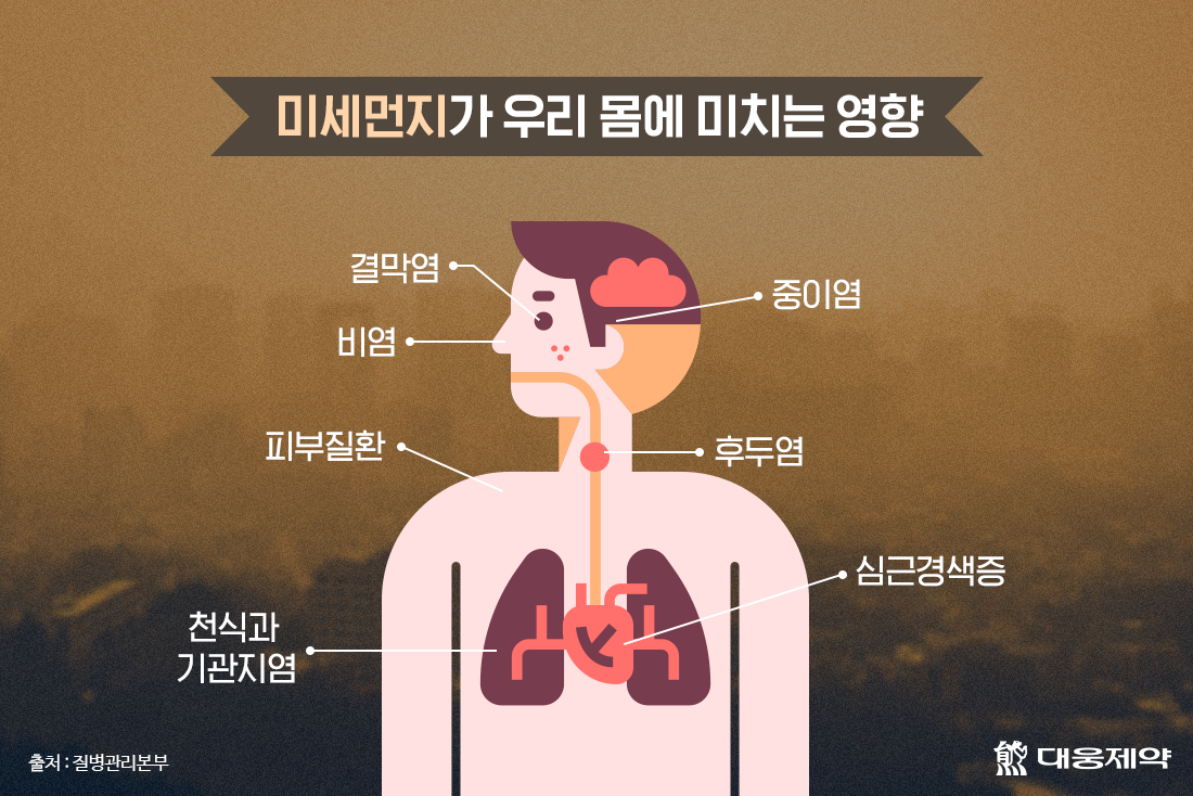 미세먼지가 우리 몸에 미치는 영향
결막염
중이염
비염
피부질환
후두염
심근경색증
천식과
기관지염
출처 : 질병관리본부
대웅제약